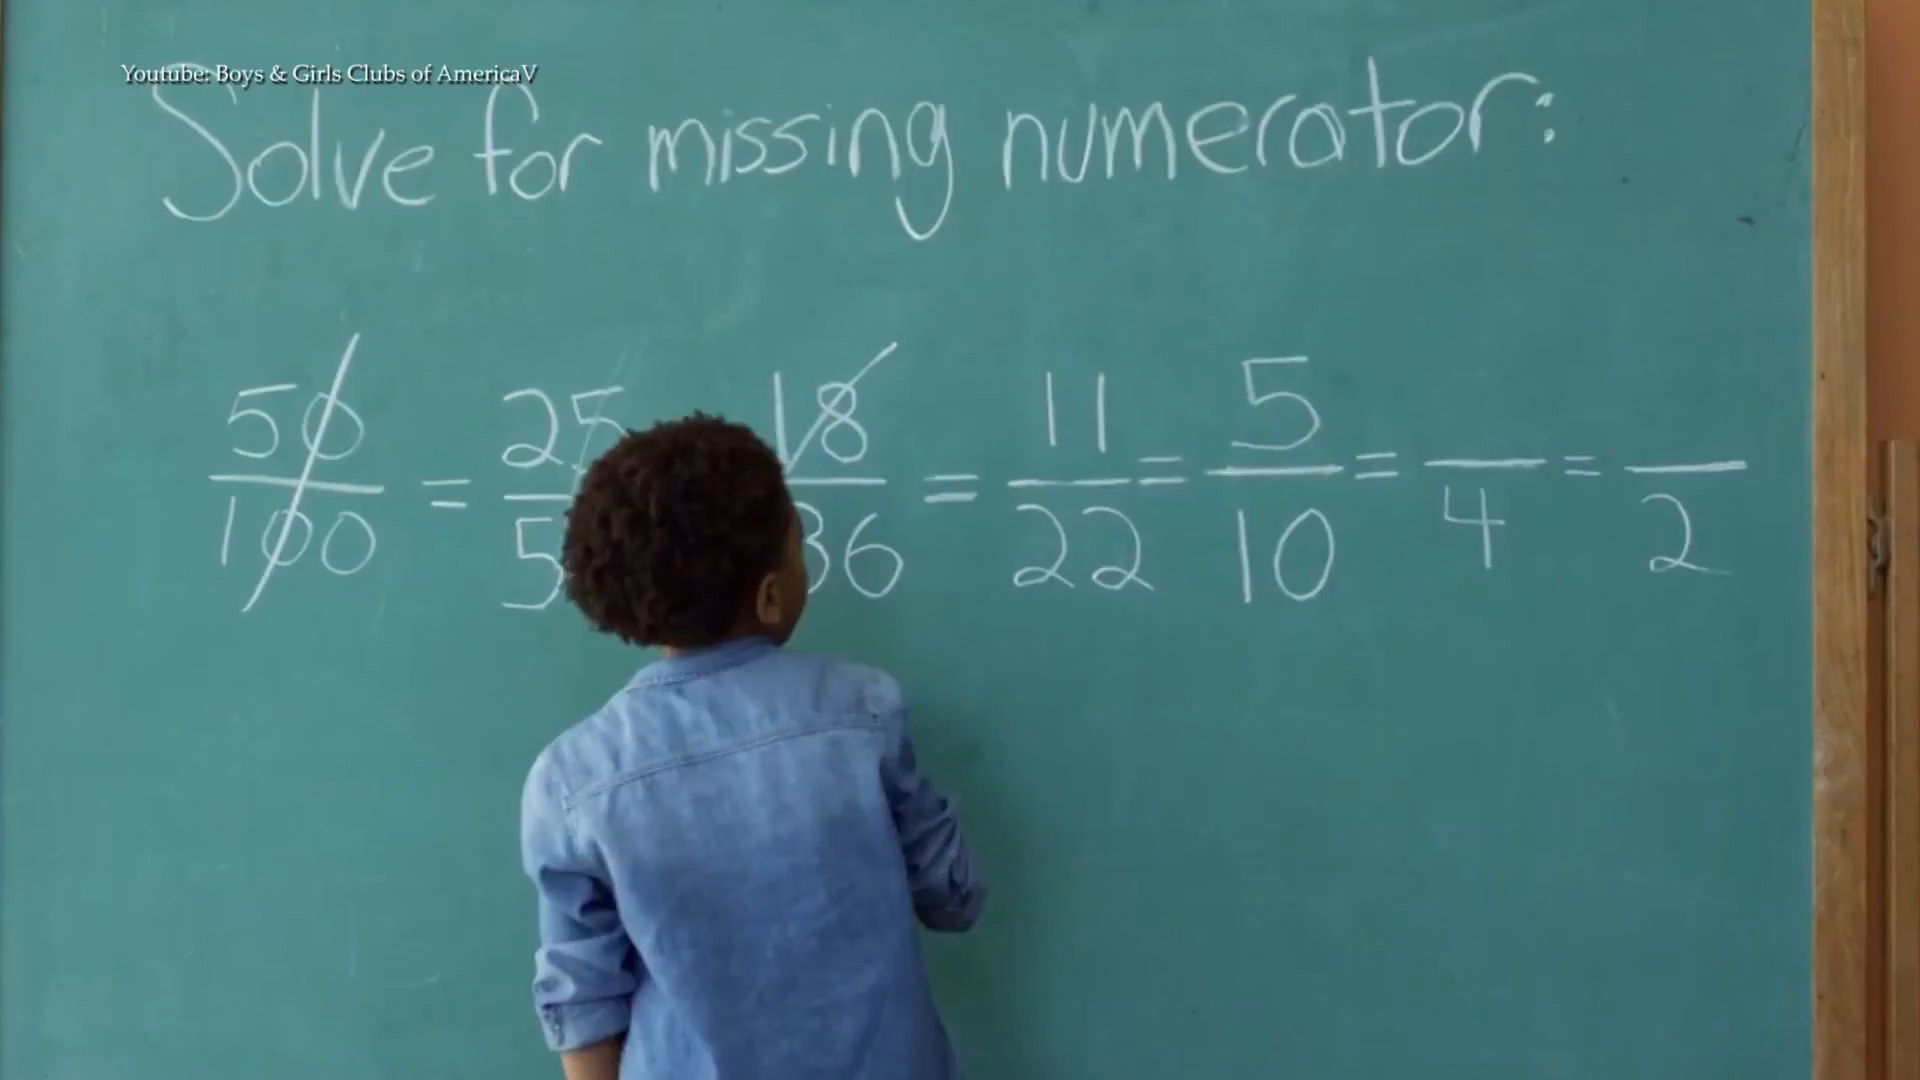 Youtube: Boys & Girls Clubs of AmericaV
Solve for missing numerator:
50 25 18 11 5
= = = = =
100 5 36 22 10 4 2